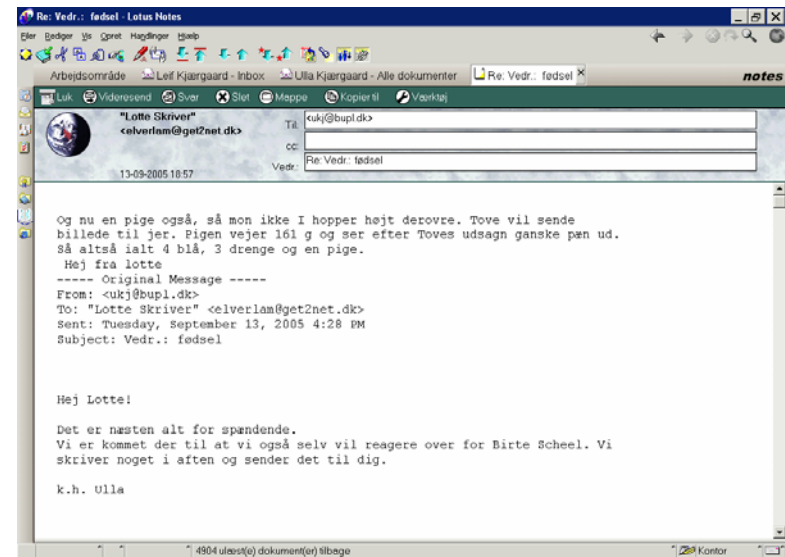 Re: Vedr.: fødsel - Lotus Notes
Filer Rediger Vis Opret Handlinger Hjælp
Arbejdsområde Leif Kjærgaard - Inbox Ulla Kjærgaard - Alle dokumenter Re: Vedr.: fødsel notes
Luk Videresend Svar Slet Mappe Kopier til Værktøj
"Lotte Skriver"
<elverlam@get2net.dk>
13-09-2005 18:57
Til: <ukj@bupl.dk>
cc:
Vedr.: Re: Vedr.: fødsel
Og nu en pige også, så mon ikke I hopper højt derovre. Tove vil sende
billede til jer. Pigen vejer 161 g og ser efter Toves udsagn ganske pæn ud.
Så altså ialt 4 blå, 3 drenge og en pige.
Hej fra lotte
----- Original Message -----
From: <ukj@bupl.dk>
To: "Lotte Skriver" <elverlam@get2net.dk>
Sent: Tuesday, September 13, 2005 4:28 PM
Subject: Vedr.: fødsel
Hej Lotte!
Det er næsten alt for spændende.
Vi er kommet der til at vi også selv vil reagere over for Birte Scheel. Vi
skriver noget i aften og sender det til dig.
k.h. Ulla
4904 ulæst(e) dokument(er) tilbage
Kontor